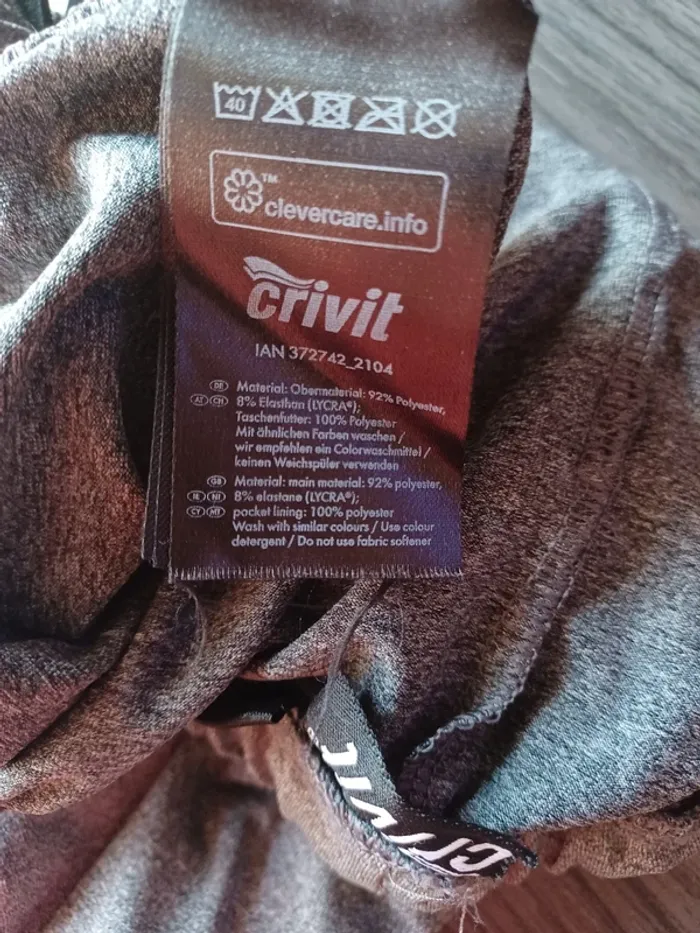 40
clevercare.info
TM
crivit
IAN 372742_2104
DE Material: Obermaterial: 92% Polyester,
AT CH 8% Elasthan (LYCRA®);
Taschenfutter: 100% Polyester
Mit ähnlichen Farben waschen /
wir empfehlen ein Colorwaschmittel /
keinen Weichspüler verwenden
GB Material: main material: 92% polyester,
IE NI 8% elastane (LYCRA®);
CY MT pocket lining: 100% polyester
Wash with similar colours / Use colour
detergent / Do not use fabric softener
crivit